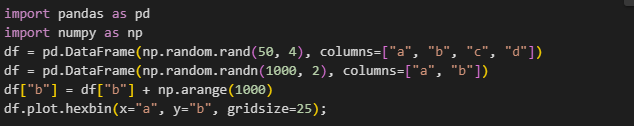 import pandas as pd
import numpy as np
df = pd.DataFrame(np.random.rand(50, 4), columns=["a", "b", "c", "d"])
df = pd.DataFrame(np.random.randn(1000, 2), columns=["a", "b"])
df["b"] = df["b"] + np.arange(1000)
df.plot.hexbin(x="a", y="b", gridsize=25);